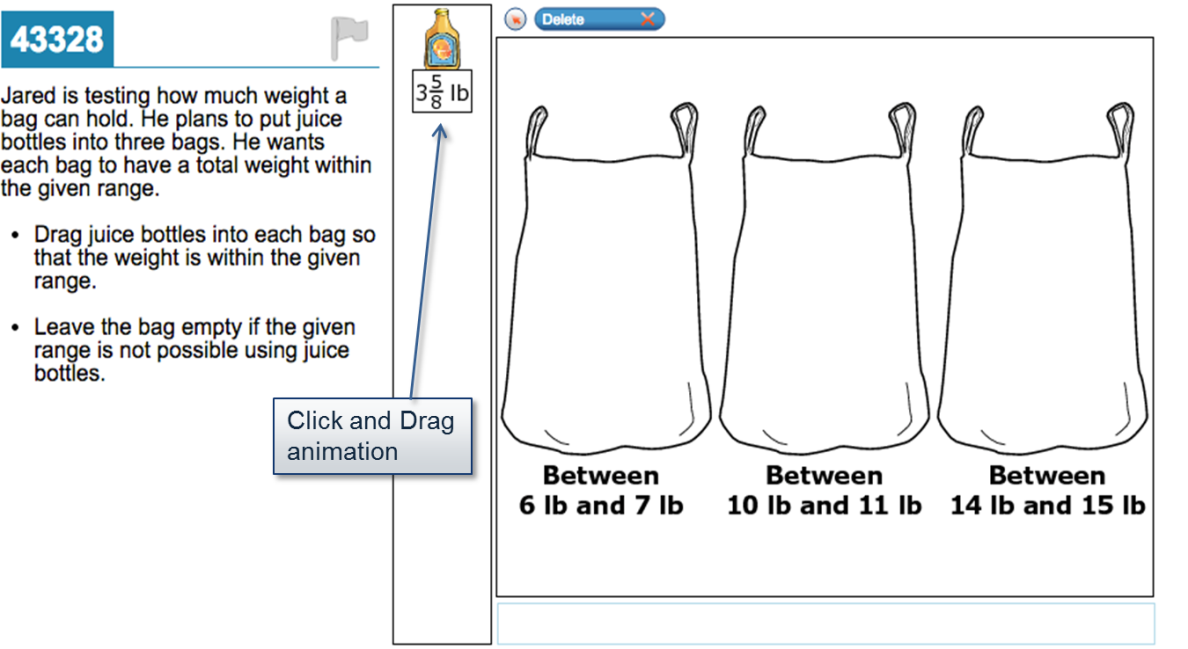 43328
Jared is testing how much weight a
bag can hold. He plans to put juice
bottles into three bags. He wants
each bag to have a total weight within
the given range.
• Drag juice bottles into each bag so
that the weight is within the given
range.
• Leave the bag empty if the given
range is not possible using juice
bottles.
3 5/8 lb
Click and Drag
animation
Delete
Between
6 lb and 7 lb
Between
10 lb and 11 lb
Between
14 lb and 15 lb